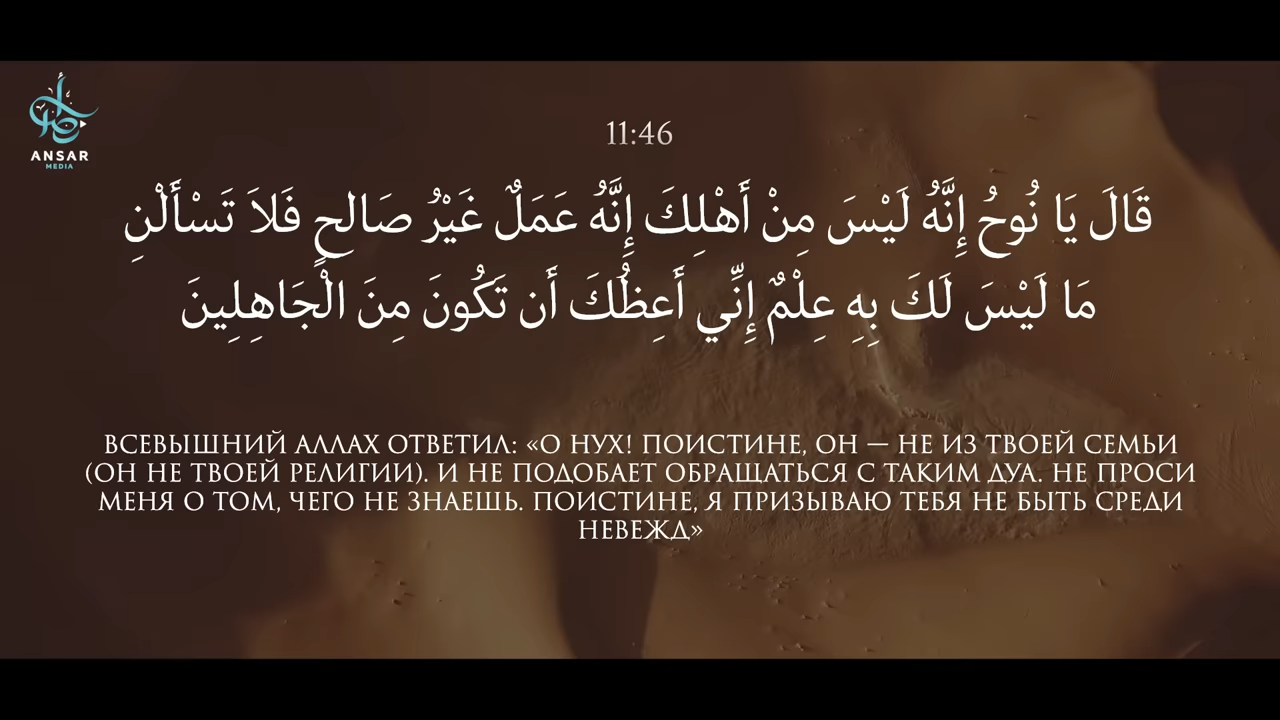 ANSAR
MEDIA
11:46
قَالَ يَا نُوحُ إِنَّهُ لَيْسَ مِنْ أَهْلِكَ إِنَّهُ عَمَلٌ غَيْرُ صَالِحٍ فَلاَ تَسْأَلْنِ
مَا لَيْسَ لَكَ بِهِ عِلْمٌ إِنِّي أَعِظُكَ أَن تَكُونَ مِنَ الْجَاهِلِينَ
ВСЕВЫШНИЙ АЛЛАХ ОТВЕТИЛ: «О НУХ! ПОИСТИНЕ, ОН — НЕ ИЗ ТВОЕЙ СЕМЬИ
(ОН НЕ ТВОЕЙ РЕЛИГИИ). И НЕ ПОДОБАЕТ ОБРАЩАТЬСЯ С ТАКИМ ДУА. НЕ ПРОСИ
МЕНЯ О ТОМ, ЧЕГО НЕ ЗНАЕШЬ. ПОИСТИНЕ, Я ПРИЗЫВАЮ ТЕБЯ НЕ БЫТЬ СРЕДИ
НЕВЕЖД»